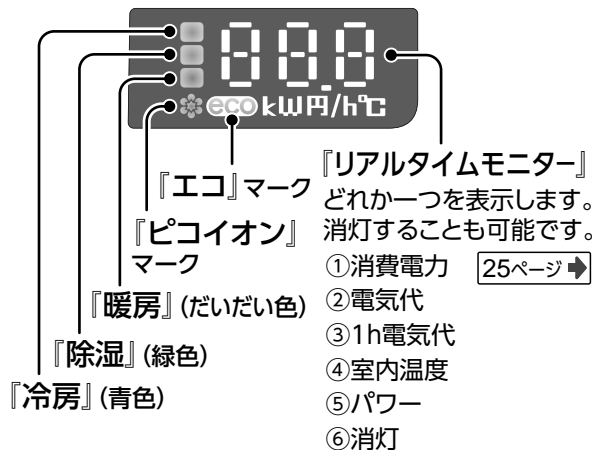 888
eco kW円/h℃
『エコ』マーク
『ピコイオン』
マーク
『暖房』(だいだい色)
『除湿』(緑色)
『冷房』(青色)
『リアルタイムモニター』
どれか一つを表示します。
消灯することも可能です。
①消費電力 25ページ
②電気代
③1h電気代
④室内温度
⑤パワー
⑥消灯